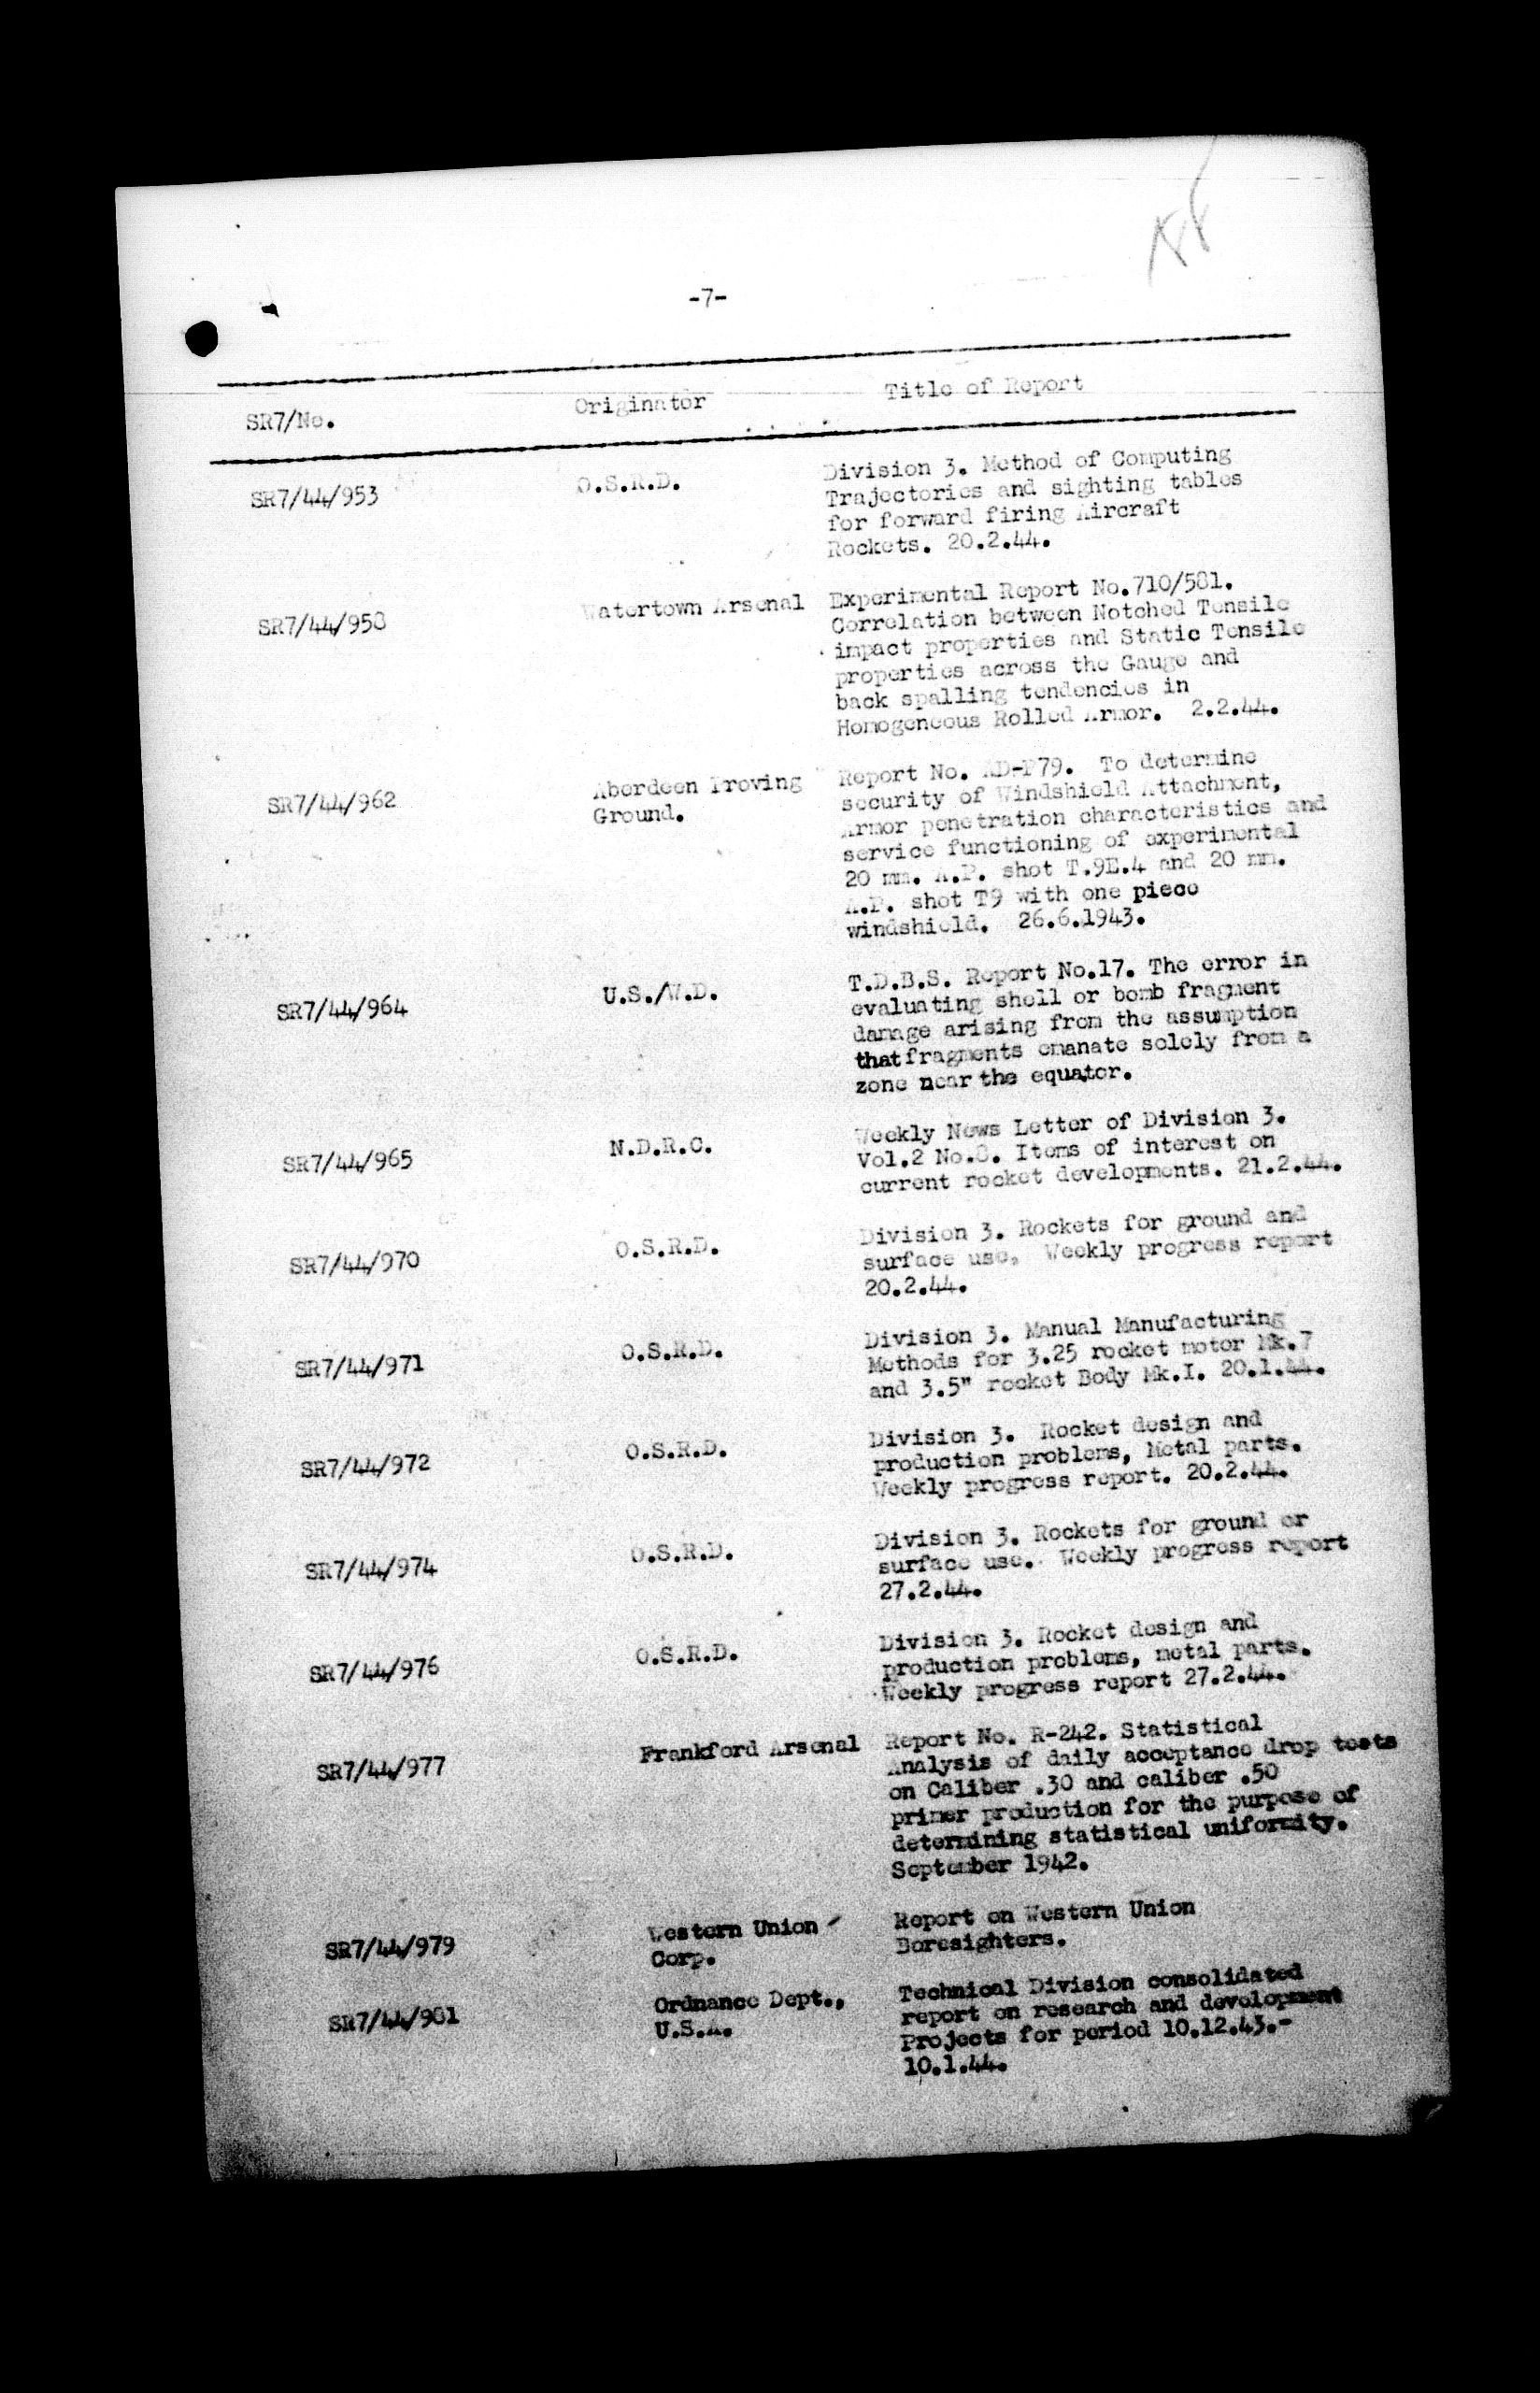 -7-
SR7/No. Originator Title of Report
SR7/44/953 O.S.R.D. Division 3. Method of Computing
Trajectories and sighting tables
for forward firing Aircraft
Rockets. 20.2.44.
SR7/44/958 Watertown Arsenal Experimental Report No.710/581.
Correlation between Notched Tensile
impact properties and Static Tensile
properties across the Gauge and
back spalling tendencies in
Homogeneous Rolled Armor. 2.2.44.
SR7/44/962 Aberdeen Proving Report No. AD-P79. To determine
Ground. security of Windshield Attachment,
Armor penetration characteristics and
service functioning of experimental
20 mm. A.P. shot T.9E.4 and 20 mm.
A.P. shot T9 with one piece
windshield. 26.6.1943.
SR7/44/964 U.S./W.D. T.D.B.S. Report No.17. The error in
evaluating shell or bomb fragment
damage arising from the assumption
that fragments emanate solely from a
zone near the equator.
SR7/44/965 N.D.R.C. Weekly News Letter of Division 3.
Vol.2 No.8. Items of interest on
current rocket developments. 21.2.44.
SR7/44/970 O.S.R.D. Division 3. Rockets for ground and
surface use. Weekly progress report
20.2.44.
SR7/44/971 O.S.R.D. Division 3. Manual Manufacturing
Methods for 3.25 rocket motor Mk.7
and 3.5" rocket Body Mk.I. 20.1.44.
SR7/44/972 O.S.R.D. Division 3. Rocket design and
production problems, Metal parts.
Weekly progress report. 20.2.44.
SR7/44/974 O.S.R.D. Division 3. Rockets for ground or
surface use. Weekly progress report
27.2.44.
SR7/44/976 O.S.R.D. Division 3. Rocket design and
production problems, metal parts.
Weekly progress report 27.2.44.
SR7/44/977 Frankford Arsenal Report No. R-242. Statistical
Analysis of daily acceptance drop tests
on Caliber .30 and caliber .50
primer production for the purpose of
determining statistical uniformity.
September 1942.
SR7/44/979 Western Union Report on Western Union
Corp. Boresighters.
SR7/44/981 Ordnance Dept., Technical Division consolidated
U.S.A. report on research and development
Projects for period 10.12.43.-
10.1.44.